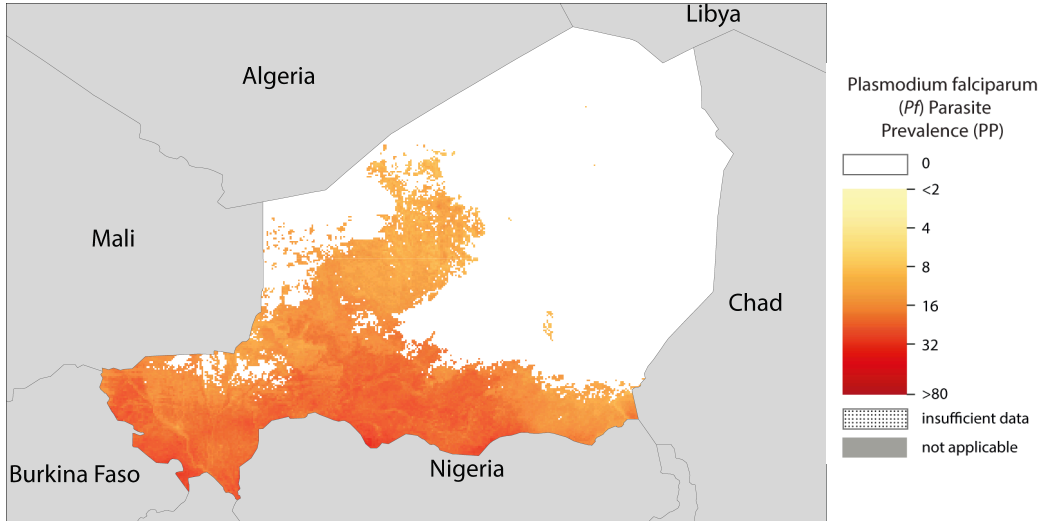 Libya
Algeria
Mali
Chad
Burkina Faso
Nigeria
Plasmodium falciparum
(Pf) Parasite
Prevalence (PP)
0
<2
4
8
16
32
>80
insufficient data
not applicable